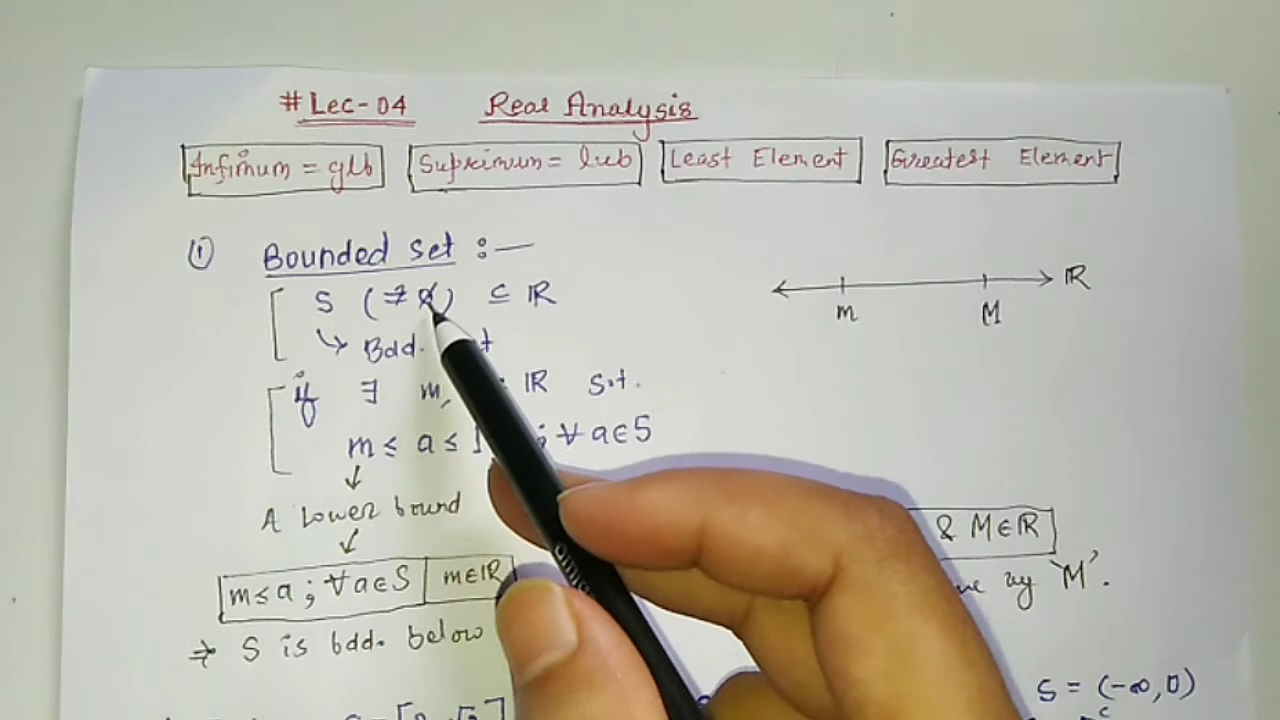 # Lec-04 Real Analysis
Infimum = glb Supremum = lub Least Element Greatest Element
① Bounded Set :—
S (≠ ∅) ⊆ ℝ
m M ℝ
↳ Bdd.
if ∃ m, ℝ s.t.
m ≤ a ≤ ; ∀ a∈S
↓
A Lower bound
↓
& M∈ℝ
m ≤ a ; ∀ a∈S m∈ℝ
by 'M'.
⇒ S is bdd. below
S = (-∞,0)